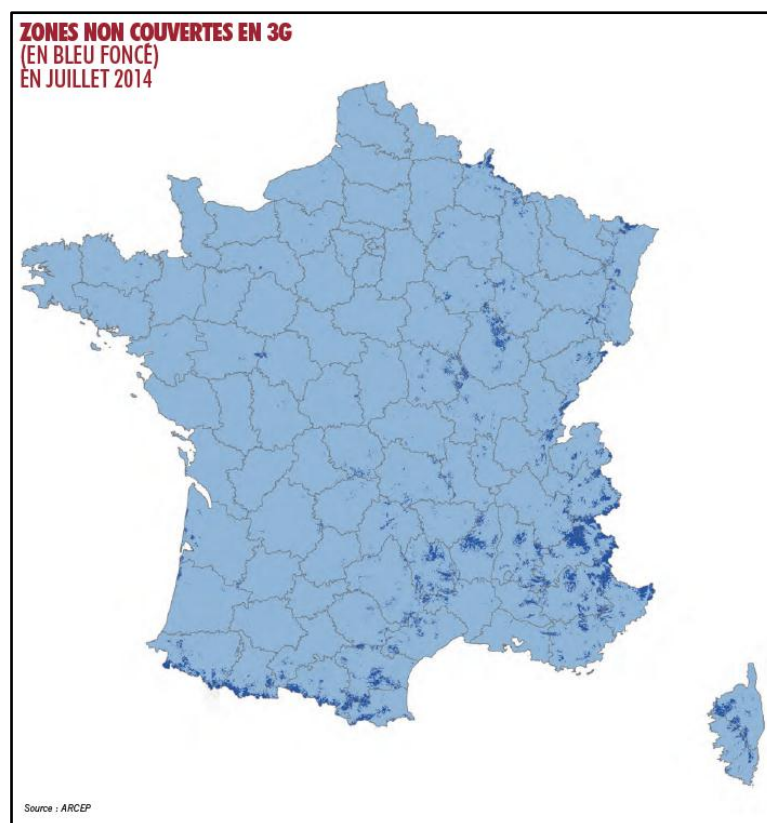 ZONES NON COUVERTES EN 3G
(EN BLEU FONCÉ)
EN JUILLET 2014
Source : ARCEP